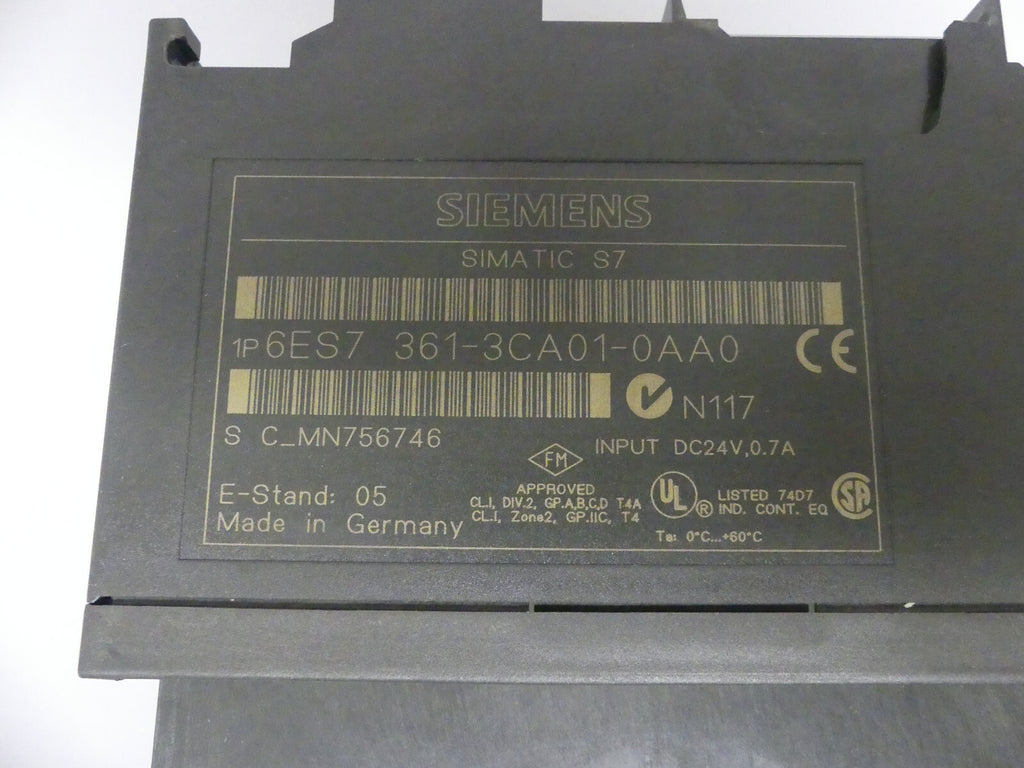 SIEMENS
SIMATIC S7
1P 6ES7 361-3CA01-0AA0
CE
N117
S C_MN756746
INPUT DC24V,0.7A
FM
APPROVED
CL.I, DIV.2, GP.A,B,C,D T4A
CL.I, Zone2, GP.IIC, T4
UL ®
LISTED 74D7
IND. CONT. EQ
SA
E-Stand: 05
Made in Germany
Ta: 0°C...+60°C